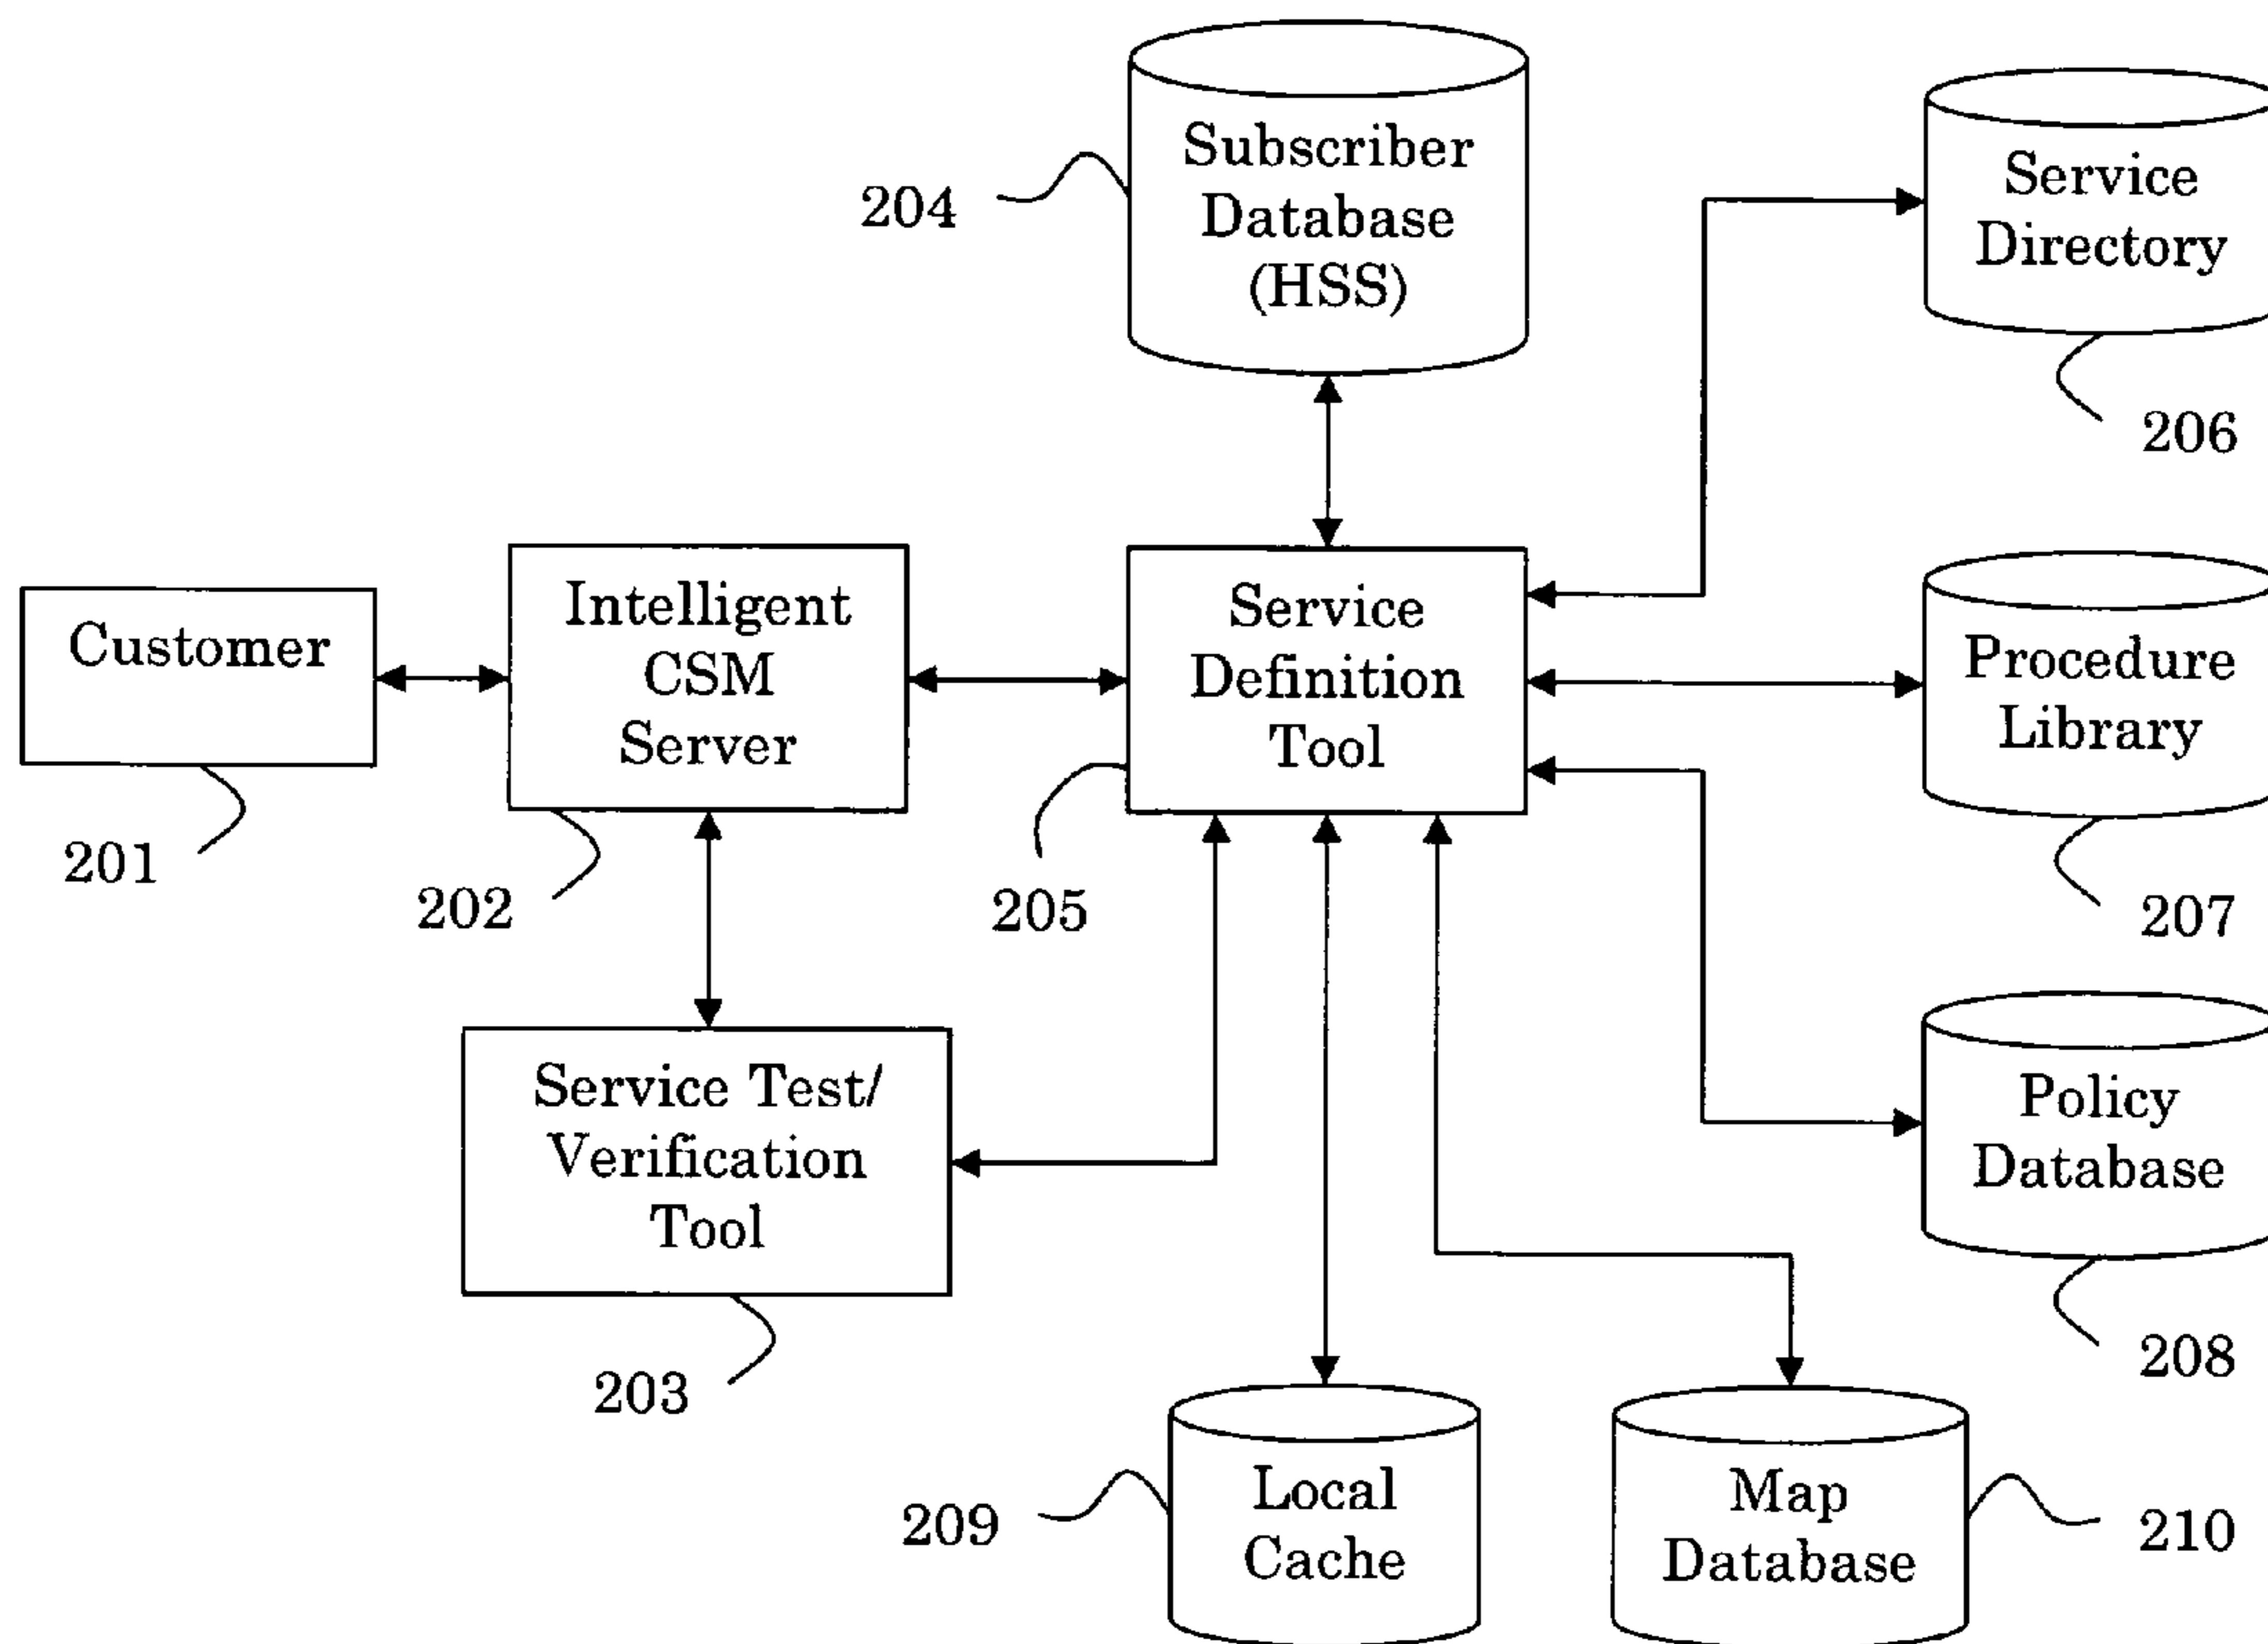 Subscriber
Database
(HSS)
204
Service
Directory
206
Customer
201
Intelligent
CSM
Server
202
Service
Definition
Tool
205
Procedure
Library
207
Service Test/
Verification
Tool
203
Policy
Database
208
Local
Cache
209
Map
Database
210